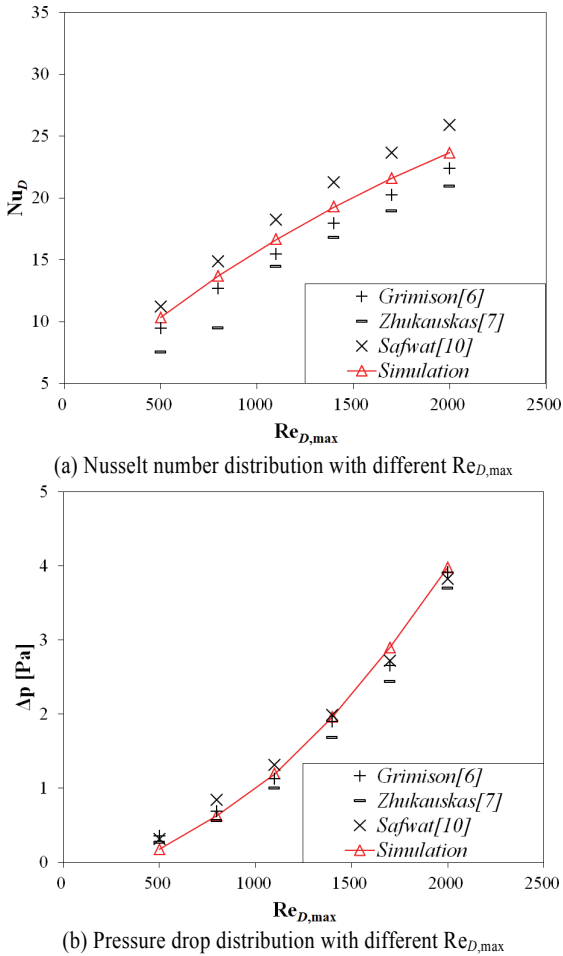 35
30
25
20
15
10
5
Nu_D
0
500
1000
1500
2000
2500
Re_D,max
Grimison[6]
Zhukauskas[7]
Safwat[10]
Simulation
(a) Nusselt number distribution with different Re_D,max
5
4
3
2
1
0
Δp [Pa]
0
500
1000
1500
2000
2500
Re_D,max
Grimison[6]
Zhukauskas[7]
Safwat[10]
Simulation
(b) Pressure drop distribution with different Re_D,max